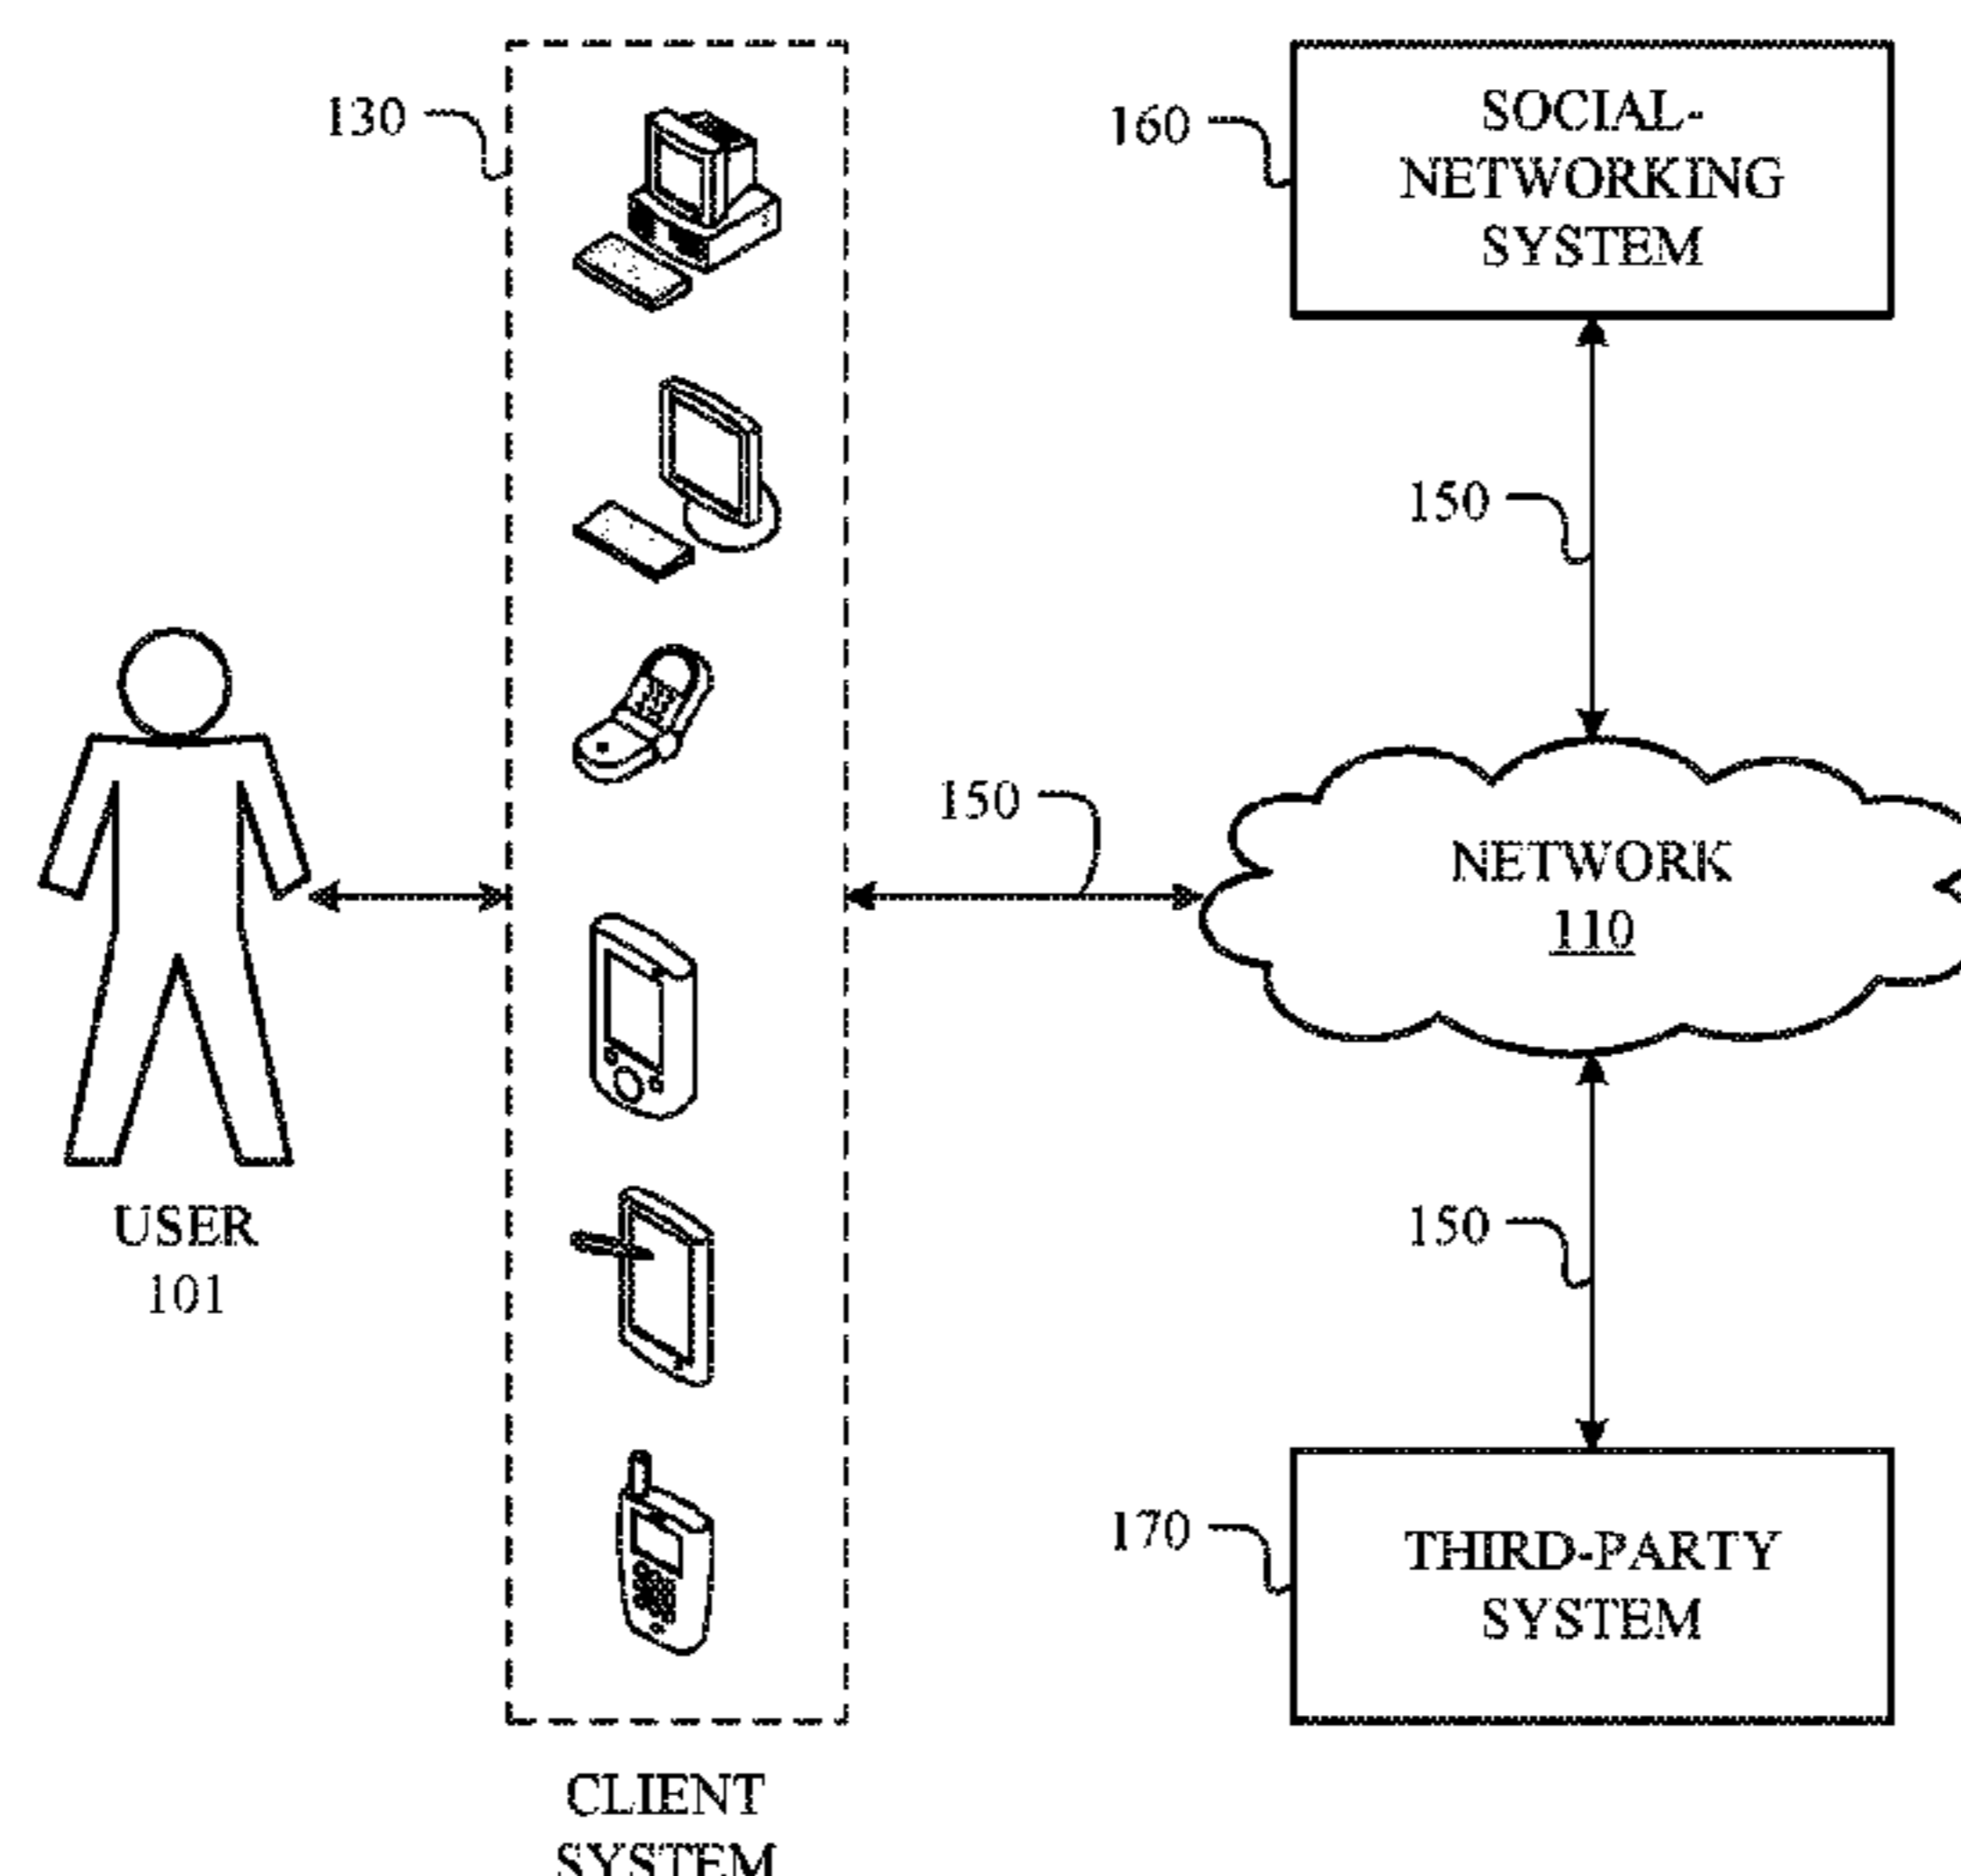 130
160
SOCIAL-
NETWORKING
SYSTEM
150
150
NETWORK
110
USER
101
150
170
THIRD-PARTY
SYSTEM
CLIENT
SYSTEM